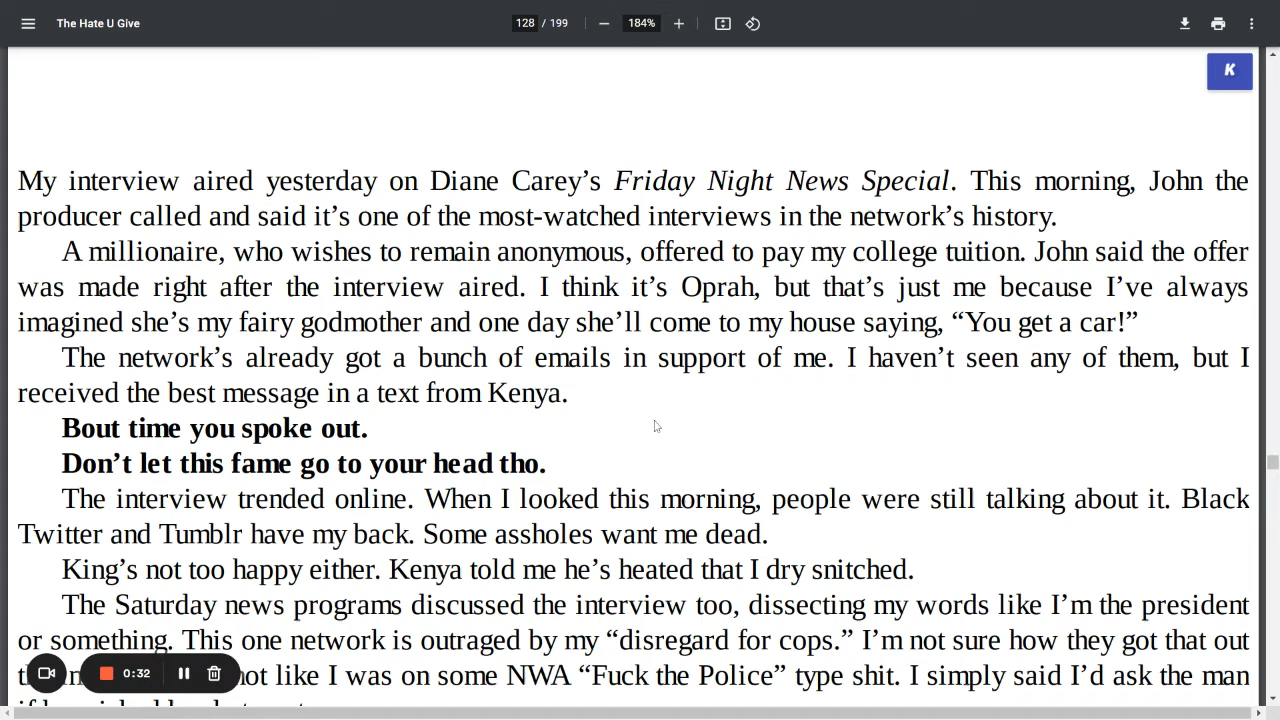 The Hate U Give
128 / 199
184%
K
My interview aired yesterday on Diane Carey’s Friday Night News Special. This morning, John the
producer called and said it’s one of the most-watched interviews in the network’s history.
A millionaire, who wishes to remain anonymous, offered to pay my college tuition. John said the offer
was made right after the interview aired. I think it’s Oprah, but that’s just me because I’ve always
imagined she’s my fairy godmother and one day she’ll come to my house saying, “You get a car!”
The network’s already got a bunch of emails in support of me. I haven’t seen any of them, but I
received the best message in a text from Kenya.
Bout time you spoke out.
Don’t let this fame go to your head tho.
The interview trended online. When I looked this morning, people were still talking about it. Black
Twitter and Tumblr have my back. Some assholes want me dead.
King’s not too happy either. Kenya told me he’s heated that I dry snitched.
The Saturday news programs discussed the interview too, dissecting my words like I’m the president
or something. This one network is outraged by my “disregard for cops.” I’m not sure how they got that out
not like I was on some NWA “Fuck the Police” type shit. I simply said I’d ask the man
0:32